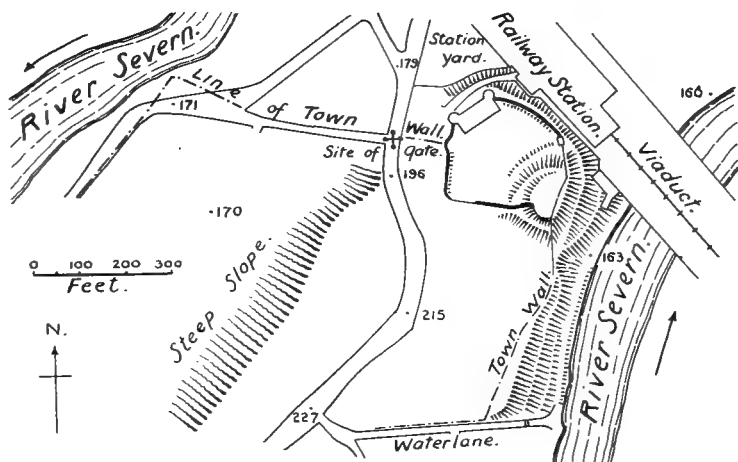 River Severn.
Station
yard.
Railway Station.
Viaduct.
.179
.171
Line of Town Wall.
Site of gate.
.196
.170
166.
163.
0 100 200 300
Feet.
Steep Slope.
N.
.215
Town Wall.
River Severn.
227
Waterlane.